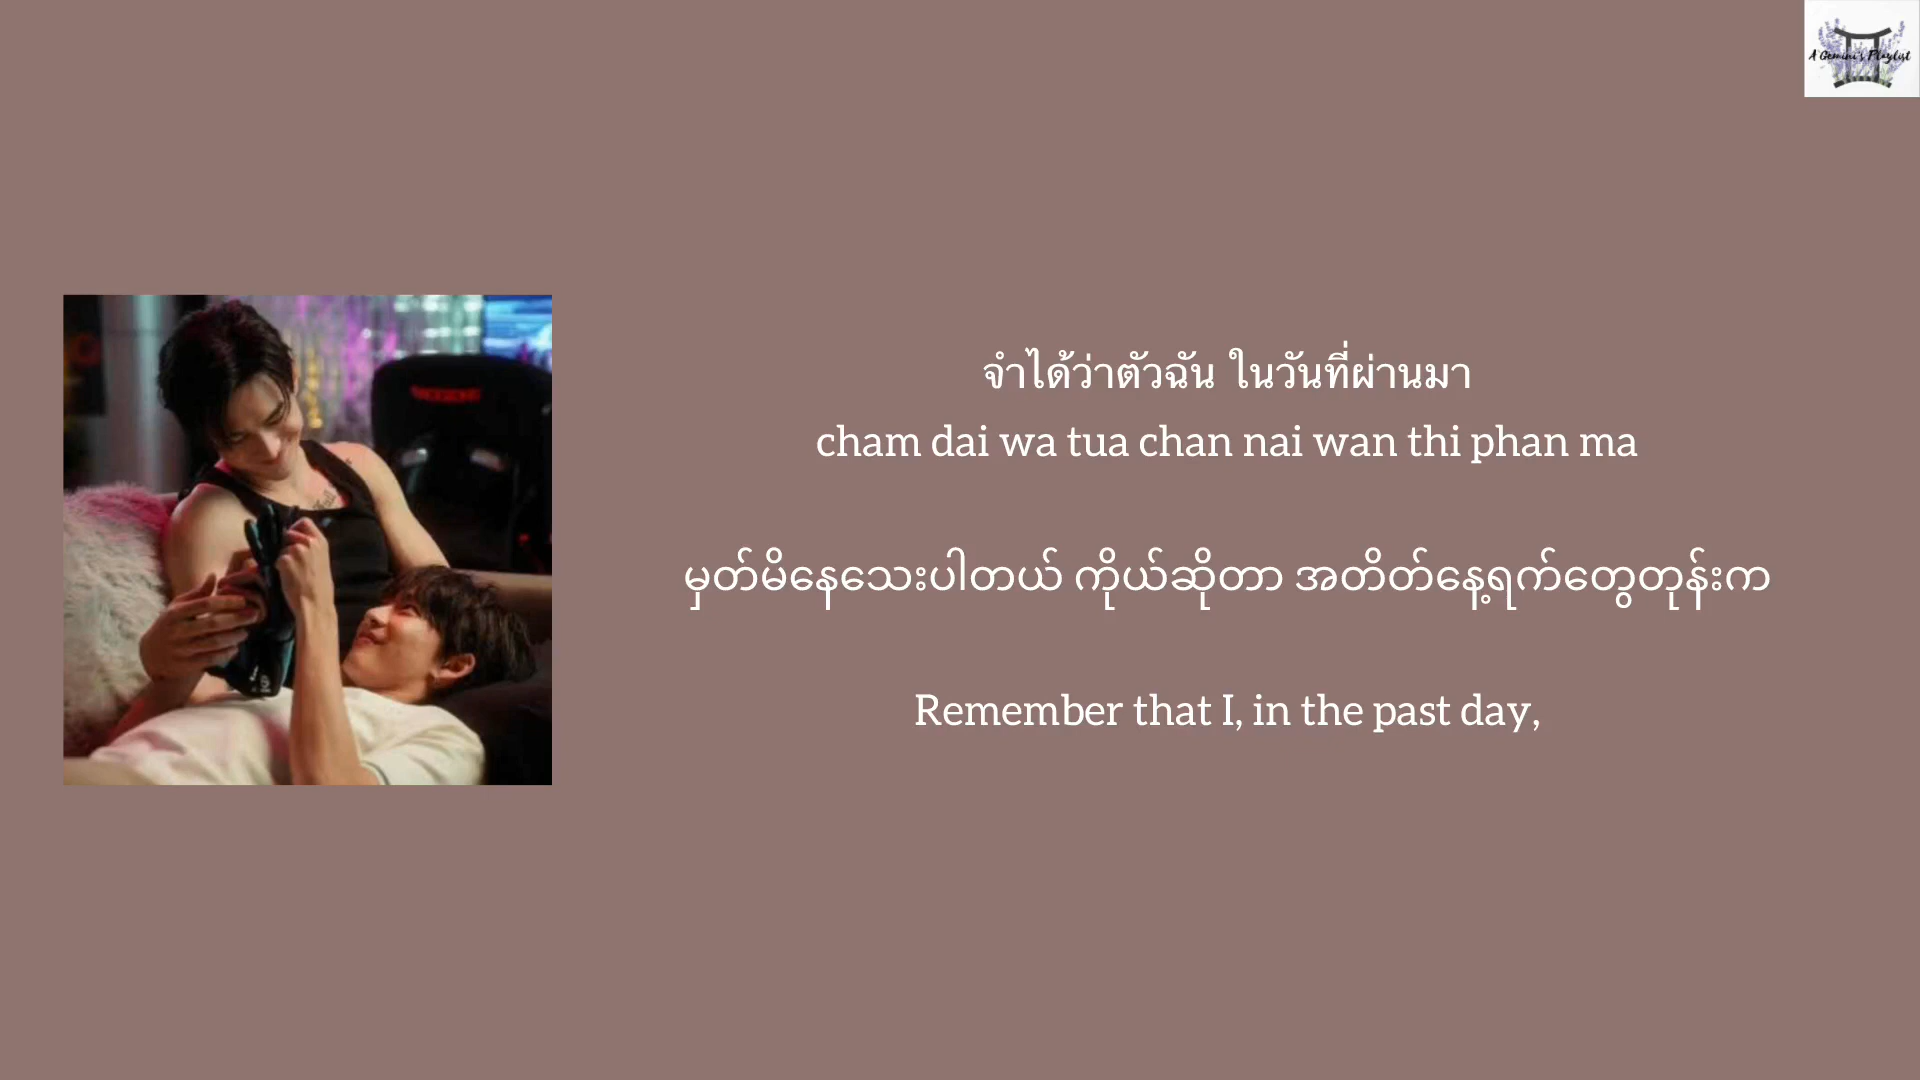 A Gemini's Playlist
จำได้ว่าตัวฉัน ในวันที่ผ่านมา
cham dai wa tua chan nai wan thi phan ma
မှတ်မိနေသေးပါတယ် ကိုယ်ဆိုတာ အတိတ်နေ့ရက်တွေတုန်းက
Remember that I, in the past day,